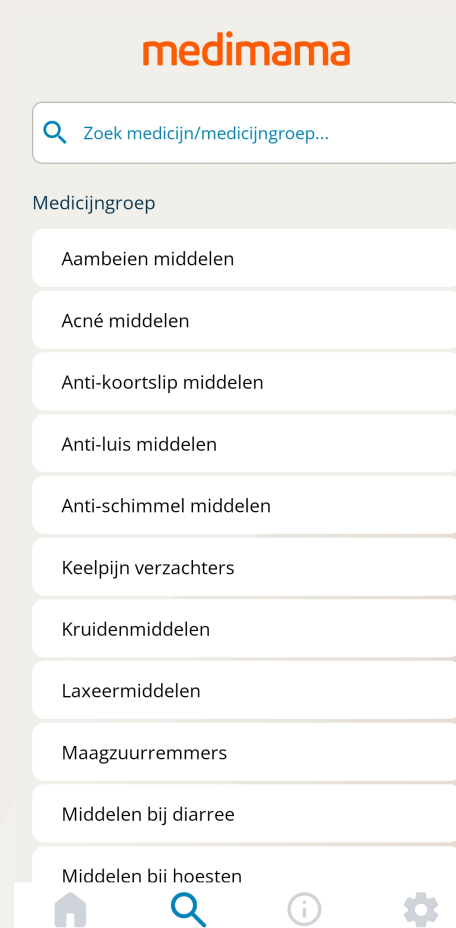 medimama
Zoek medicijn/medicijngroep...
Medicijngroep
Aambeien middelen
Acné middelen
Anti-koortslip middelen
Anti-luis middelen
Anti-schimmel middelen
Keelpijn verzachters
Kruidenmiddelen
Laxeermiddelen
Maagzuurremmers
Middelen bij diarree
Middelen bij hoesten